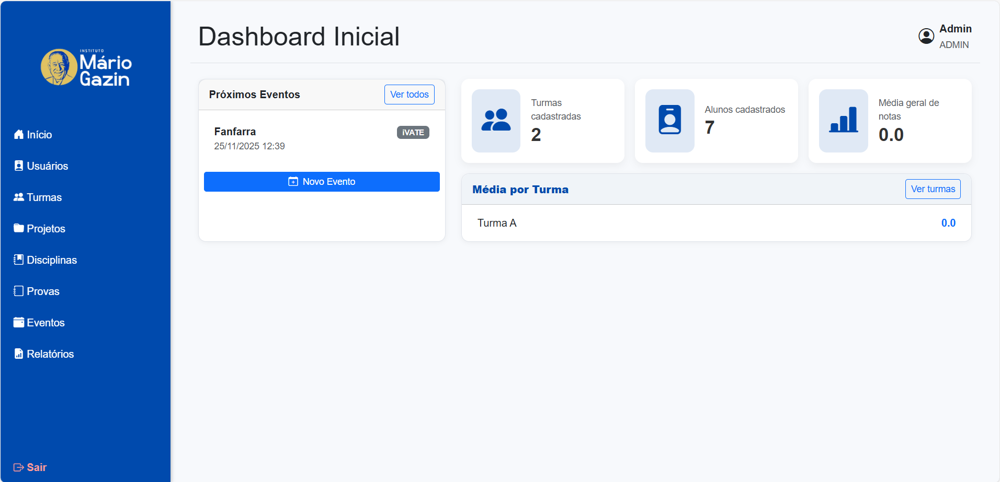 INSTITUTO
Mário
Gazin
Início
Usuários
Turmas
Projetos
Disciplinas
Provas
Eventos
Relatórios
Sair
Dashboard Inicial
Admin
ADMIN
Próximos Eventos
Ver todos
Fanfarra
iVATE
25/11/2025 12:39
Novo Evento
Turmas
cadastradas
2
Alunos cadastrados
7
Média geral de
notas
0.0
Média por Turma
Ver turmas
Turma A
0.0